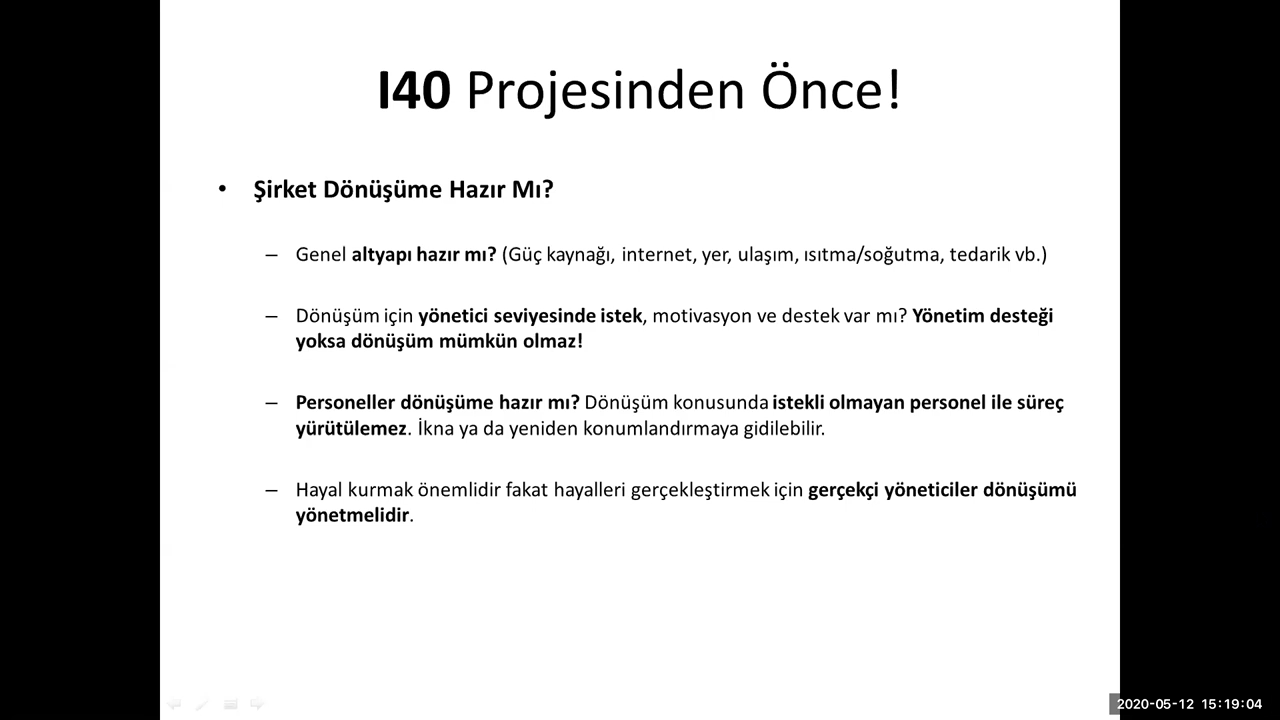 I40 Projesinden Önce!
• Şirket Dönüşüme Hazır Mı?
– Genel altyapı hazır mı? (Güç kaynağı, internet, yer, ulaşım, ısıtma/soğutma, tedarik vb.)
– Dönüşüm için yönetici seviyesinde istek, motivasyon ve destek var mı? Yönetim desteği
yoksa dönüşüm mümkün olmaz!
– Personeller dönüşüme hazır mı? Dönüşüm konusunda istekli olmayan personel ile süreç
yürütülemez. İkna ya da yeniden konumlandırmaya gidilebilir.
– Hayal kurmak önemlidir fakat hayalleri gerçekleştirmek için gerçekçi yöneticiler dönüşümü
yönetmelidir.
2020-05-12 15:19:04